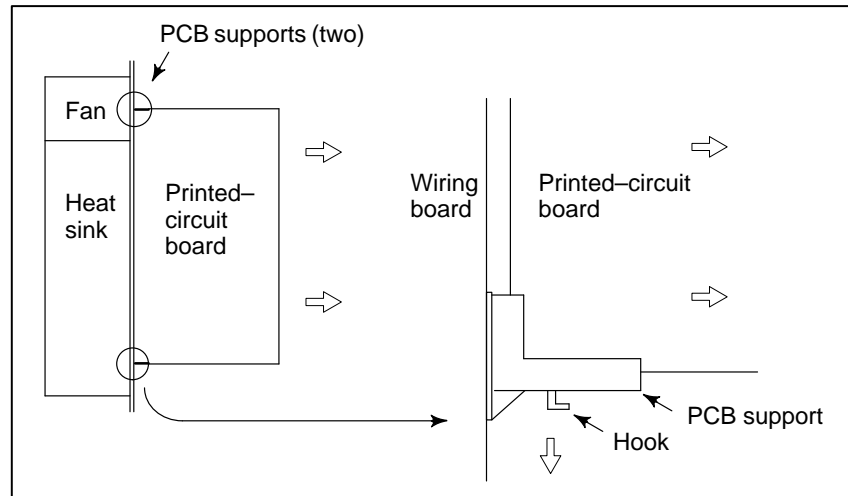 PCB supports (two)
Fan
Heat
sink
Printed–
circuit
board
Wiring
board
Printed–circuit
board
PCB support
Hook